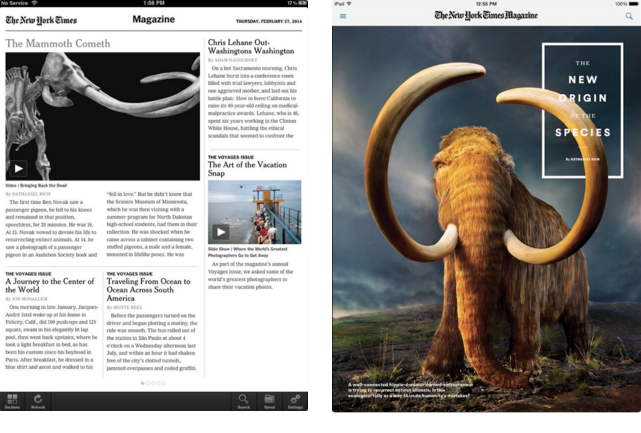 No Service 1:08 PM 17%
The New York Times Magazine THURSDAY, FEBRUARY 27, 2014
The Mammoth Cometh
Video | Bringing Back the Dead
By NATHANIEL RICH
The first time Ben Novak saw a
passenger pigeon, he fell to his knees
and remained in that position,
speechless, for 20 minutes. He was 16.
At 13, Novak vowed to devote his life to
resurrecting extinct animals. At 14, he
saw a photograph of a passenger
pigeon in an Audubon Society book and
"fell in love." But he didn't know that
the Science Museum of Minnesota,
which he was then visiting with a
summer program for North Dakotan
high-school students, had them in their
collection. He was shocked when he
came across a cabinet containing two
stuffed pigeons, a male and a female,
mounted in lifelike poses. He was
Chris Lehane Out-
Washingtons Washington
By ADAM NAGOURNEY
On a hot Sacramento morning, Chris
Lehane burst into a conference room
filled with trial lawyers, lobbyists and
one aggrieved mother, and laid out his
battle plan: How to force California to
raise its 40-year-old ceiling on medical-
malpractice awards. Lehane, who is 46,
spent six years working in the Clinton
White House, battling the ethical
scandals that seemed to confront the
THE VOYAGES ISSUE
The Art of the Vacation
Snap
Slide Show | Where the World's Greatest
Photographers Go to Get Away
As part of the magazine's annual
Voyages issue, we asked some of the
world's greatest photographers to
share their vacation photos.
THE VOYAGES ISSUE
A Journey to the Center of
the World
By JON MOOALLEM
One morning in late January, Jacques-
André Istel woke up at his home in
Felicity, Calif., did 100 push-ups and 125
squats, swam in his elegantly lit lap
pool, then went back upstairs, where he
took a light breakfast in bed, as has
been his custom since his boyhood in
Paris. After breakfast, he dressed in a
blue shirt and ascot and walked to his
THE VOYAGES ISSUE
Traveling From Ocean to
Ocean Across South
America
By MONTE REEL
Before the passengers turned on the
driver and began plotting a mutiny, the
ride was smooth. The bus rolled out of
the station in São Paulo at about 4
o'clock on a Wednesday afternoon last
July, and within an hour it had shaken
free of the city's clotted tunnels,
jammed overpasses and coded graffiti.
Sections Refresh Search Saved Settings
iPad 12:55 PM 100%
The New York Times Magazine
THE
NEW
ORIGIN
OF THE
SPECIES
By NATHANIEL RICH
A well-connected hippie-
is trying to resurrect extinct animals. Is this
ecological folly or a way to undo humanity's mistakes?